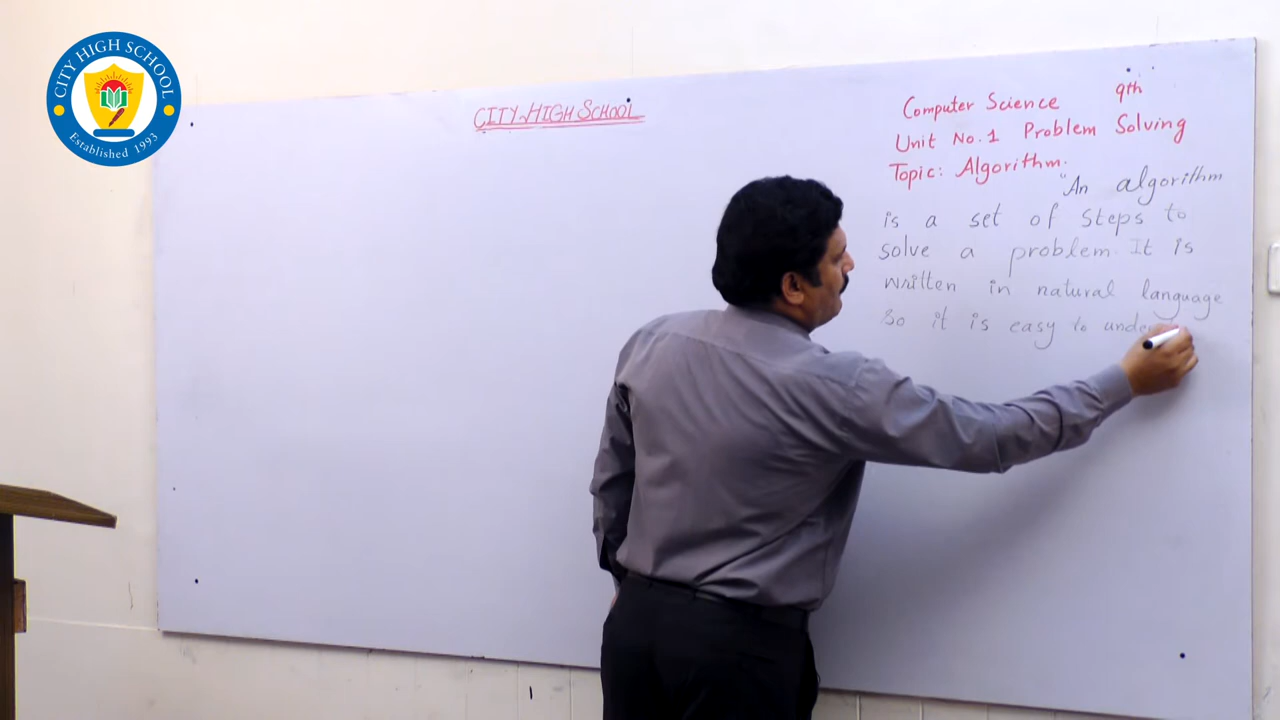 CITY HIGH SCHOOL
Established 1993
CITY HIGH SCHOOL
Computer Science 9th
Unit No. 1 Problem Solving
Topic: Algorithm.
"An algorithm
is a set of steps to
solve a problem. It is
written in natural language
So it is easy to